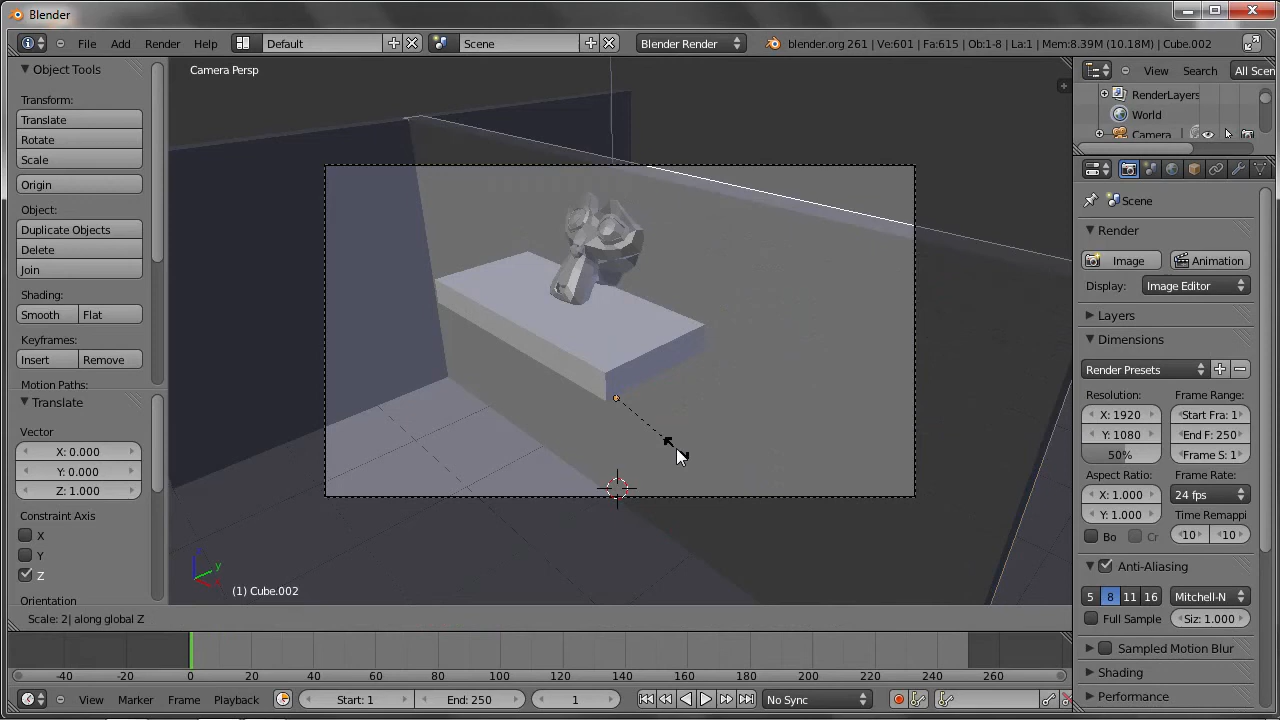 Blender
File Add Render Help Default Scene Blender Render blender.org 261 | Ve:601 | Fa:615 | Ob:1-8 | La:1 | Mem:8.39M (10.18M) | Cube.002
Object Tools
Transform:
Translate
Rotate
Scale
Origin
Object:
Duplicate Objects
Delete
Join
Shading:
Smooth Flat
Keyframes:
Insert Remove
Motion Paths:
Translate
Vector
X: 0.000
Y: 0.000
Z: 1.000
Constraint Axis
X
Y
Z
Orientation
Camera Persp
z y x
(1) Cube.002
Scale: 2| along global Z
View Search All Scen
RenderLayers
World
Camera
Scene
Render
Image Animation
Display: Image Editor
Layers
Dimensions
Render Presets
Resolution: Frame Range:
X: 1920 Start Fra: 1
Y: 1080 End F: 250
50% Frame S: 1
Aspect Ratio: Frame Rate:
X: 1.000 24 fps
Y: 1.000 Time Remappi
Bo Cr 10 10
Anti-Aliasing
5 8 11 16 Mitchell-N
Full Sample Siz: 1.000
Sampled Motion Blur
Shading
Performance
-40 -20 0 20 40 60 80 100 120 140 160 180 200 220 240 260
View Marker Frame Playback Start: 1 End: 250 1 No Sync